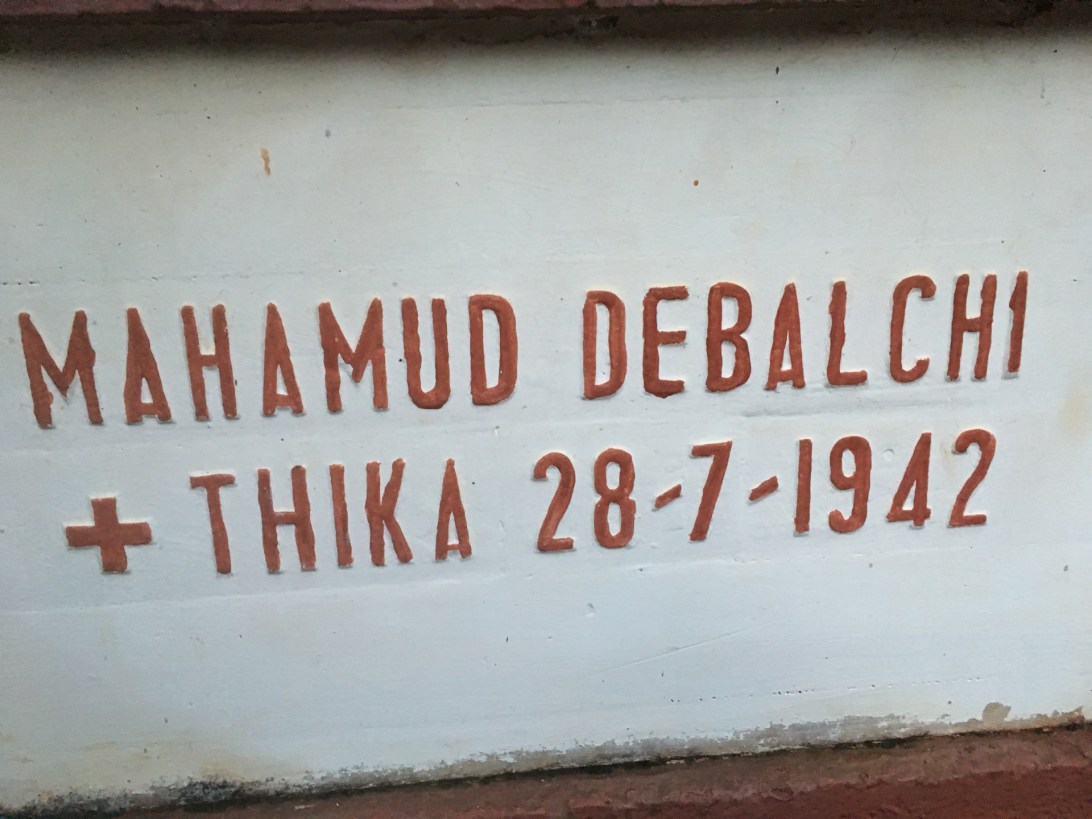 MAHAMUD DEBALCHI
+ THIKA 28-7-1942